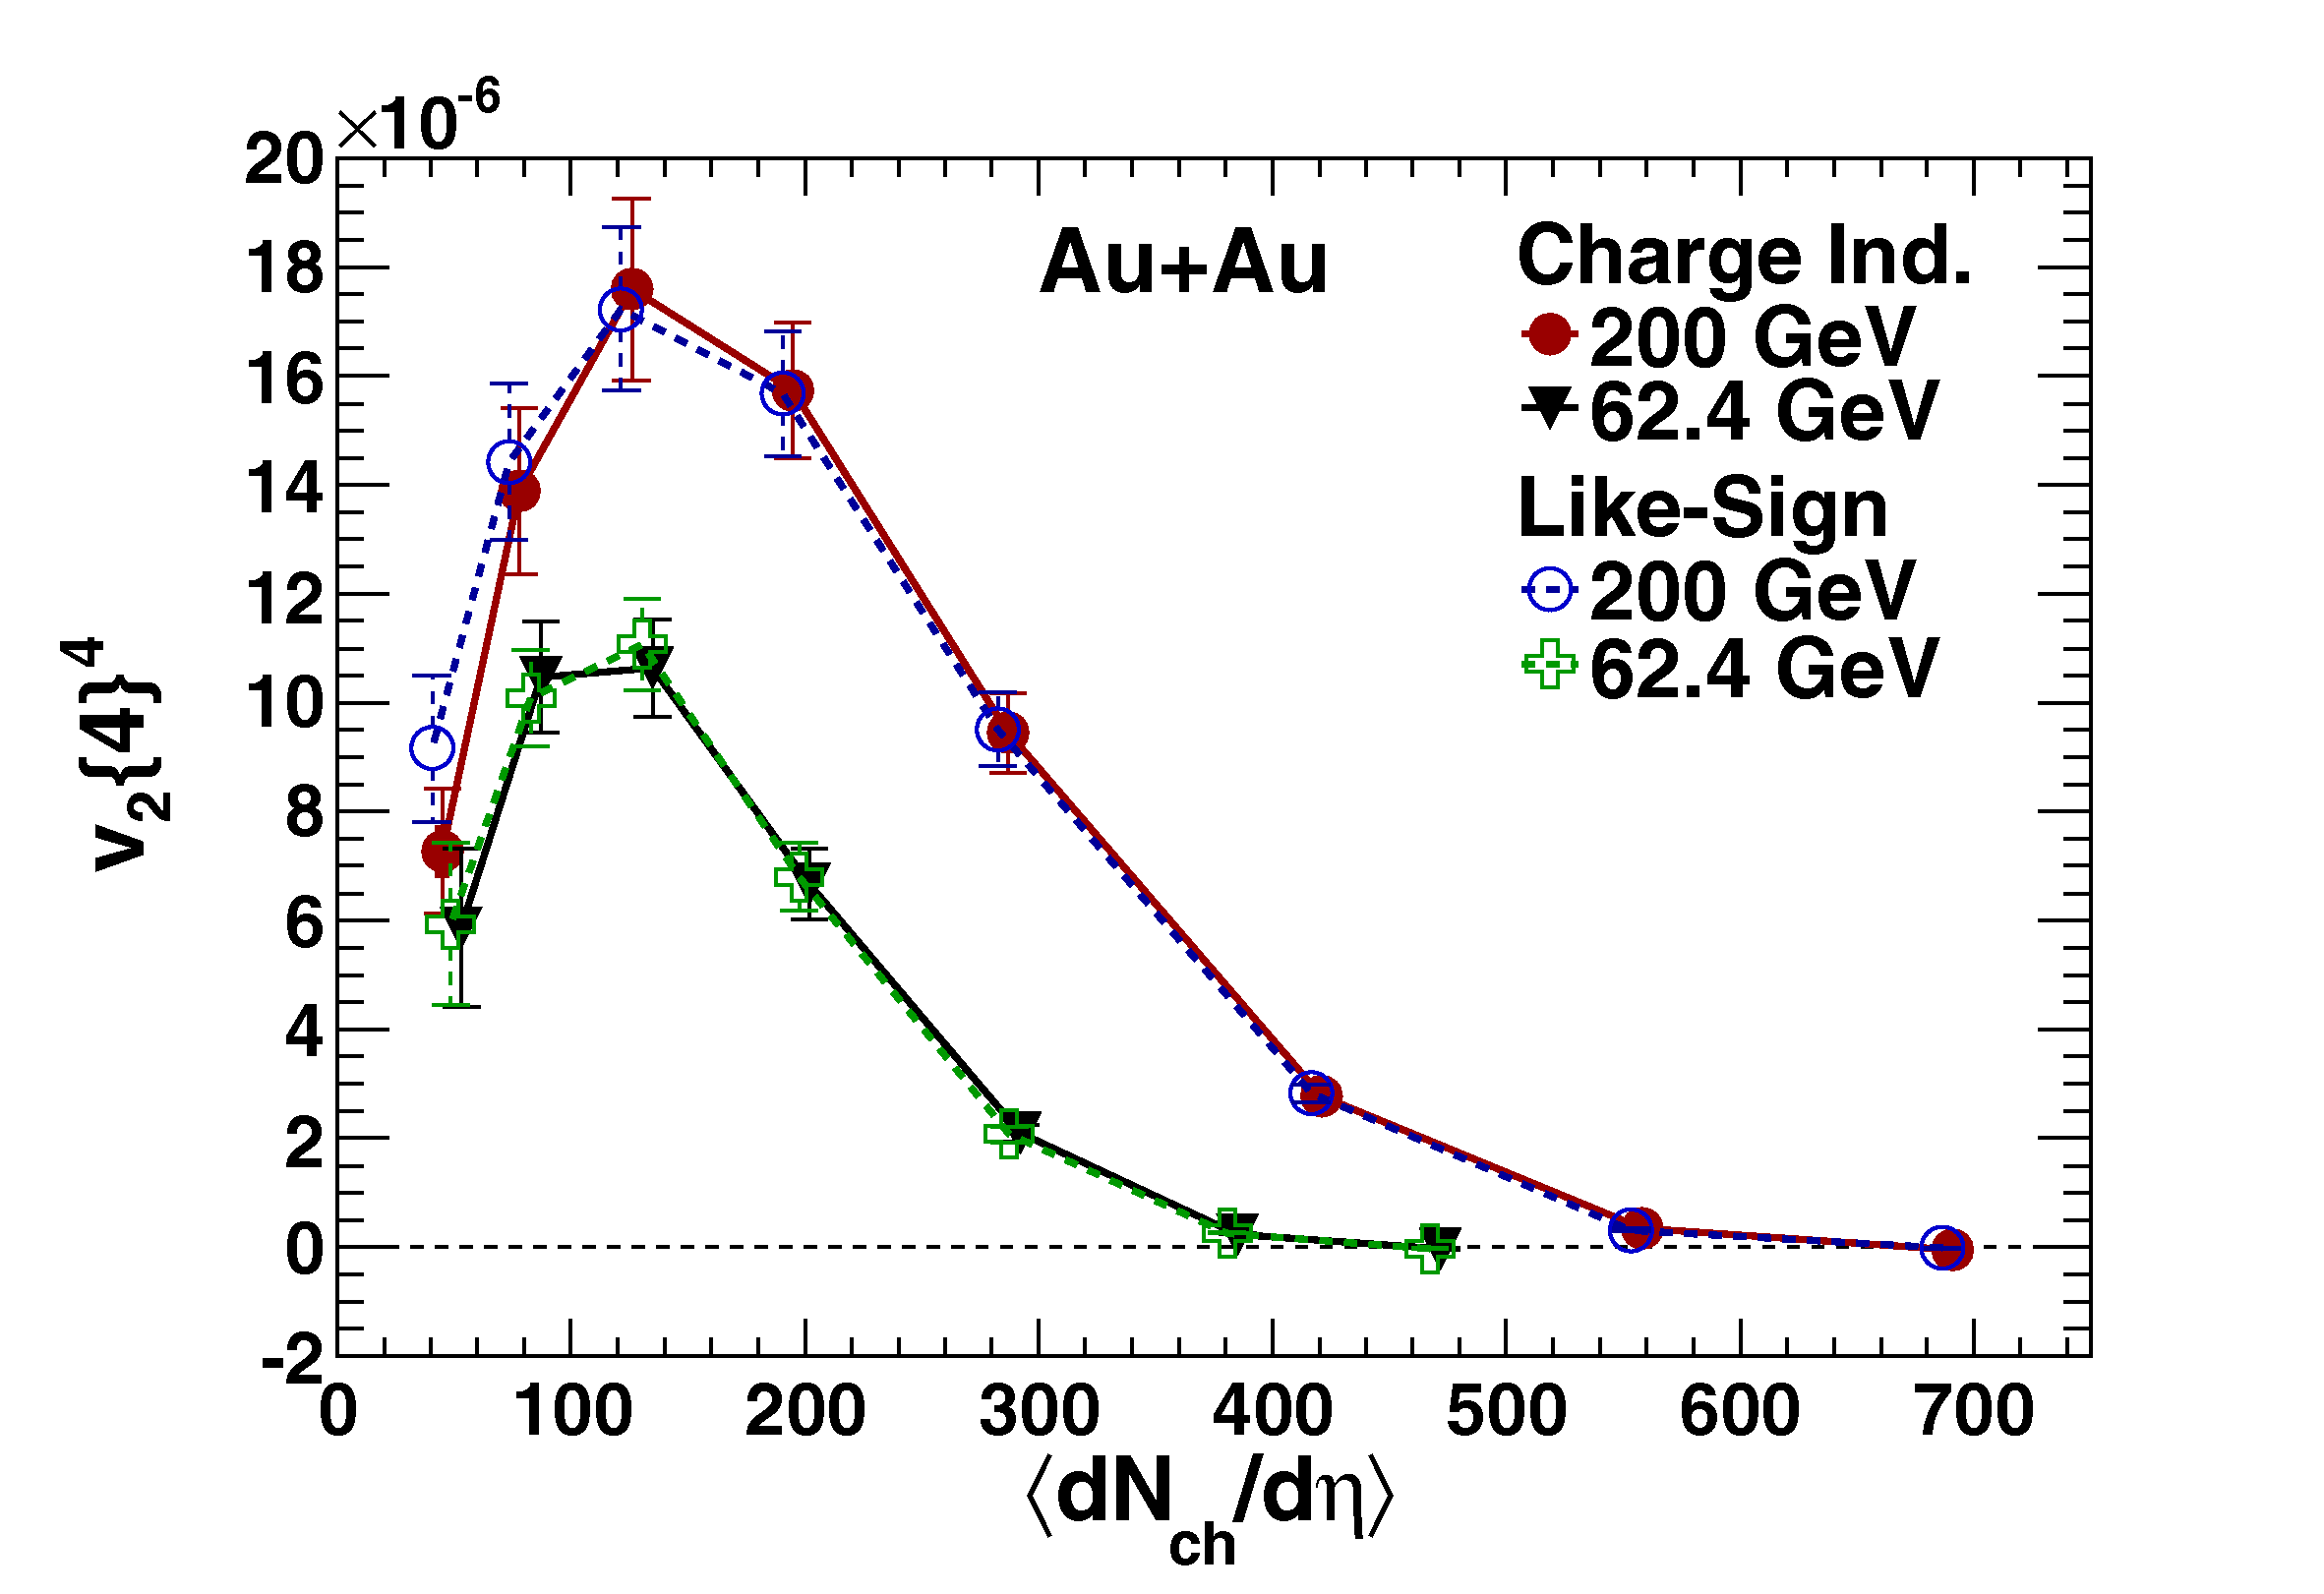 ×10⁻⁶
20
18
16
14
12
10
8
6
4
2
0
-2
v₂{4}⁴
Au+Au
Charge Ind.
200 GeV
62.4 GeV
Like-Sign
200 GeV
62.4 GeV
0 100 200 300 400 500 600 700
⟨dN_ch/dη⟩